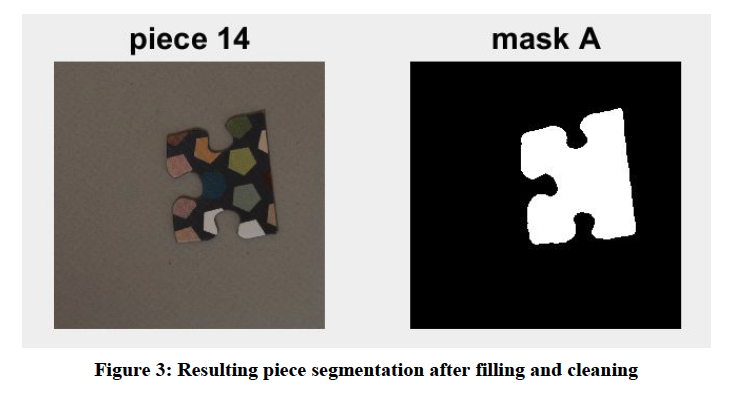 piece 14
mask A
Figure 3: Resulting piece segmentation after filling and cleaning